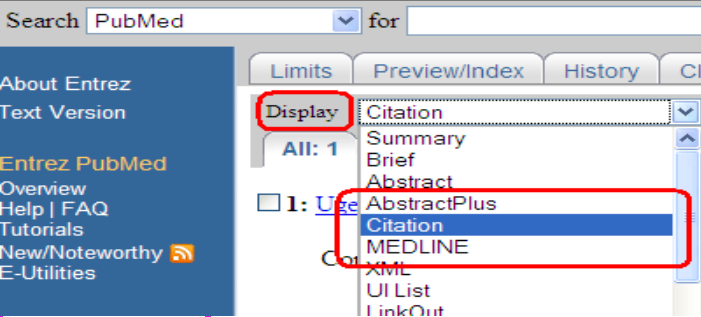 Search PubMed for
Limits Preview/Index History
About Entrez
Text Version
Display Citation
All: 1
Summary
Brief
Abstract
AbstractPlus
Citation
MEDLINE
XML
UI List
LinkOut
1:
Entrez PubMed
Overview
Help | FAQ
Tutorials
New/Noteworthy
E-Utilities